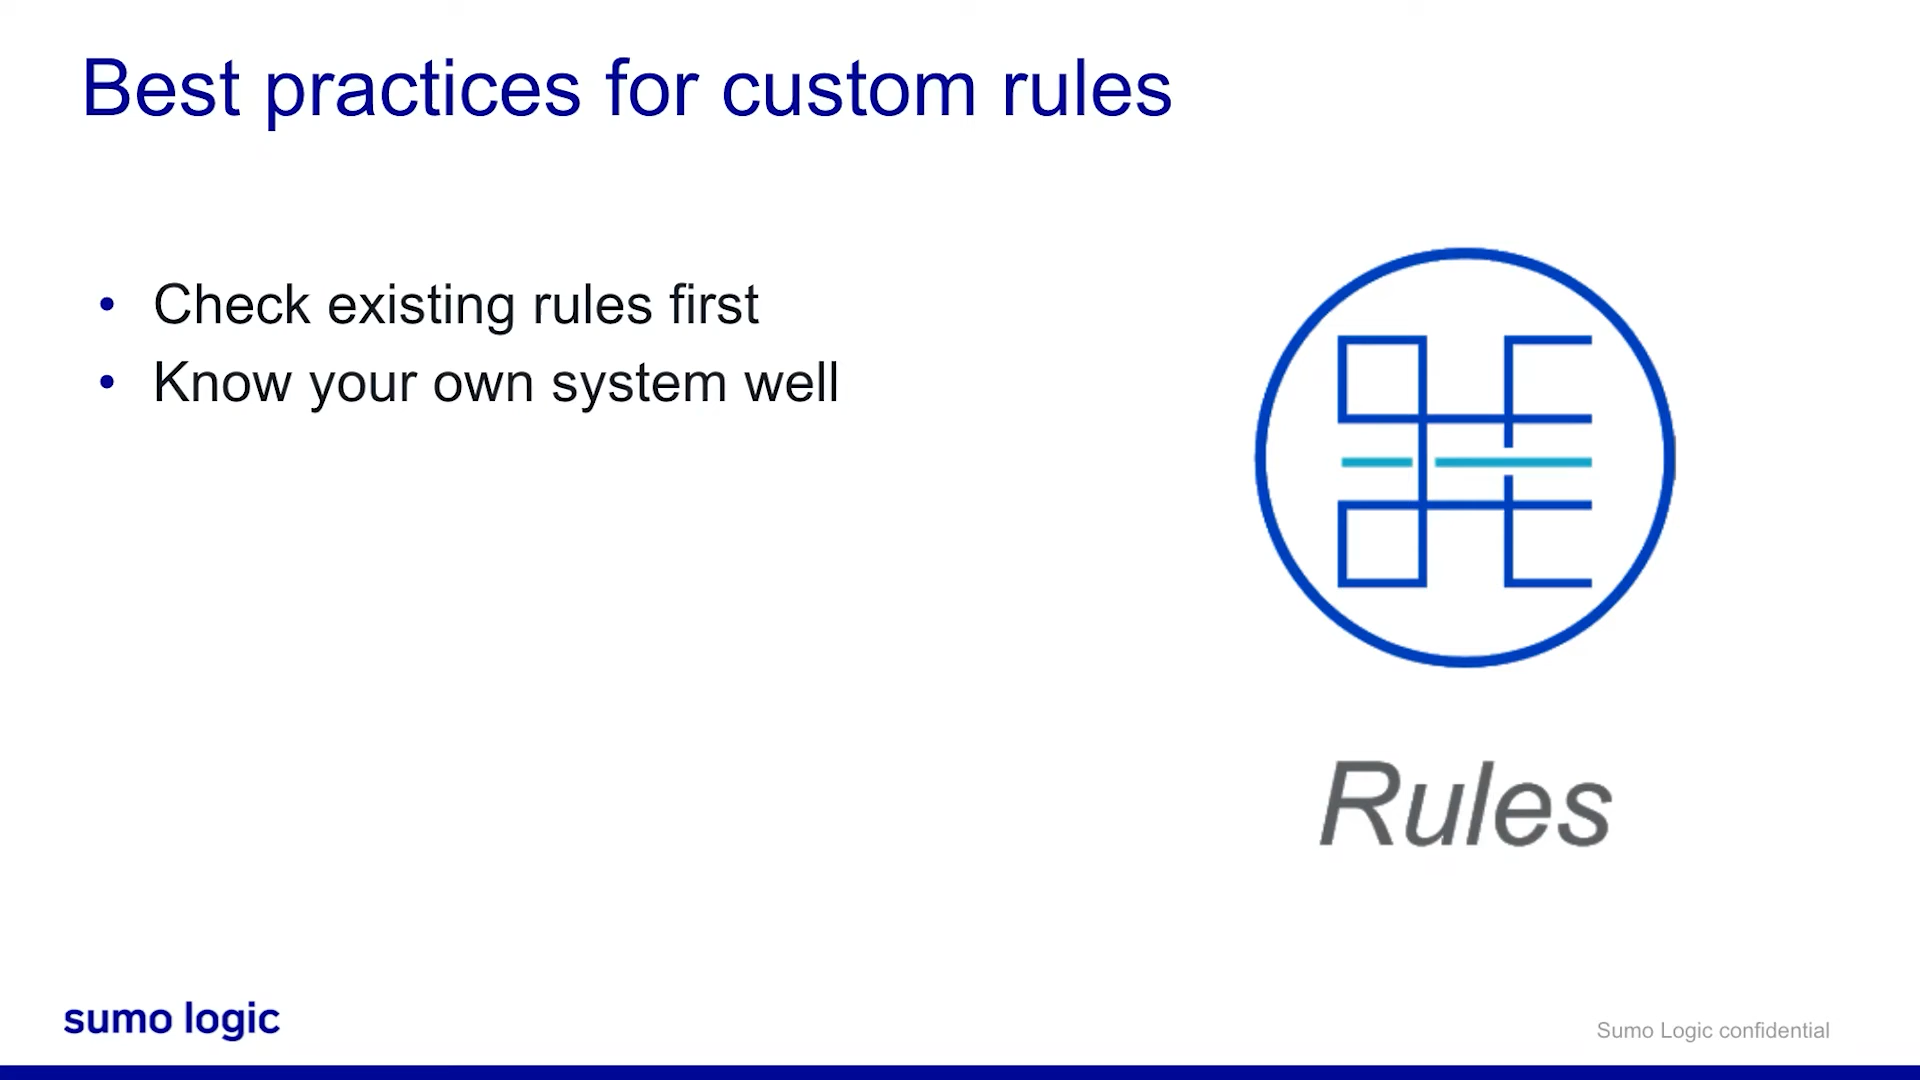 Best practices for custom rules
• Check existing rules first
• Know your own system well
Rules
sumo logic
Sumo Logic confidential